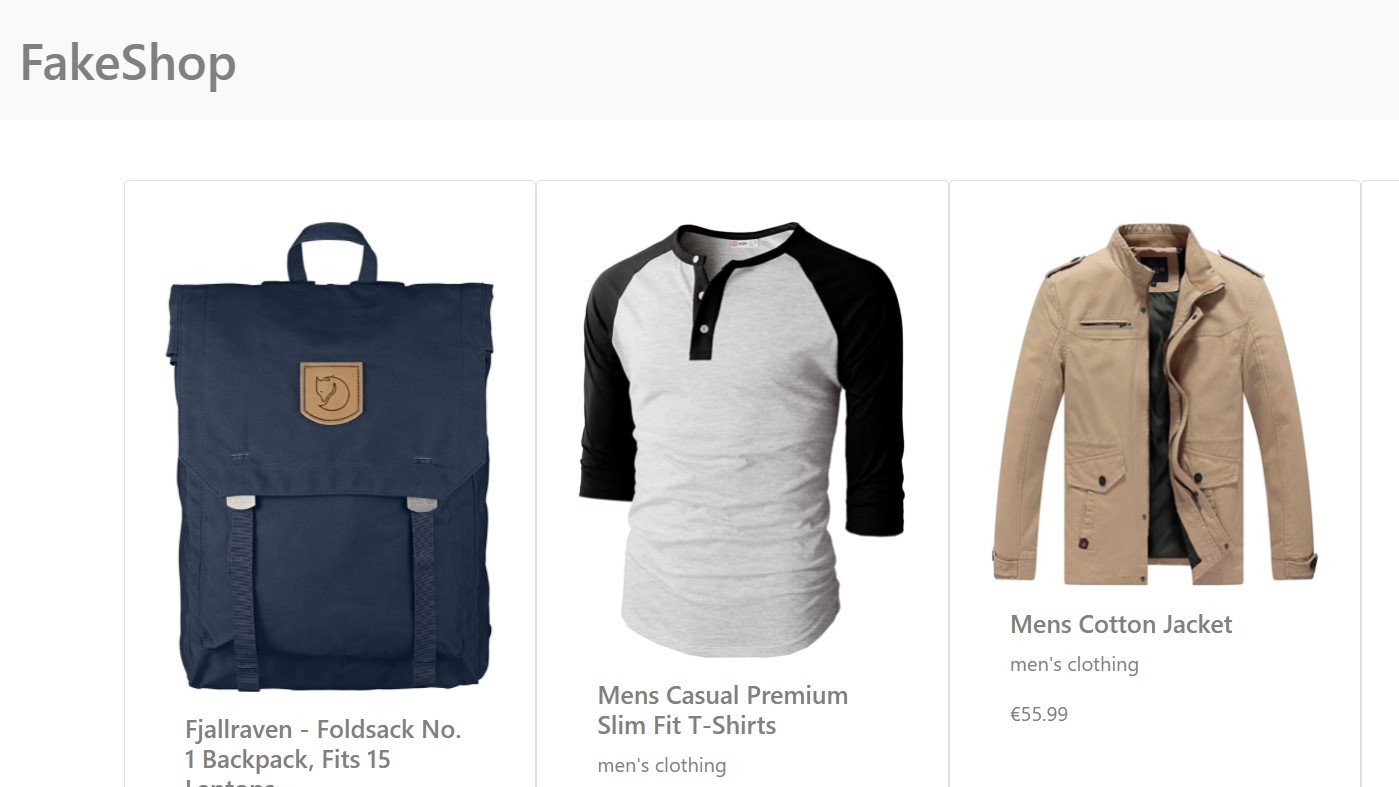 FakeShop
Fjallraven - Foldsack No.
1 Backpack, Fits 15
Laptops
Mens Casual Premium
Slim Fit T-Shirts
men's clothing
Mens Cotton Jacket
men's clothing
€55.99